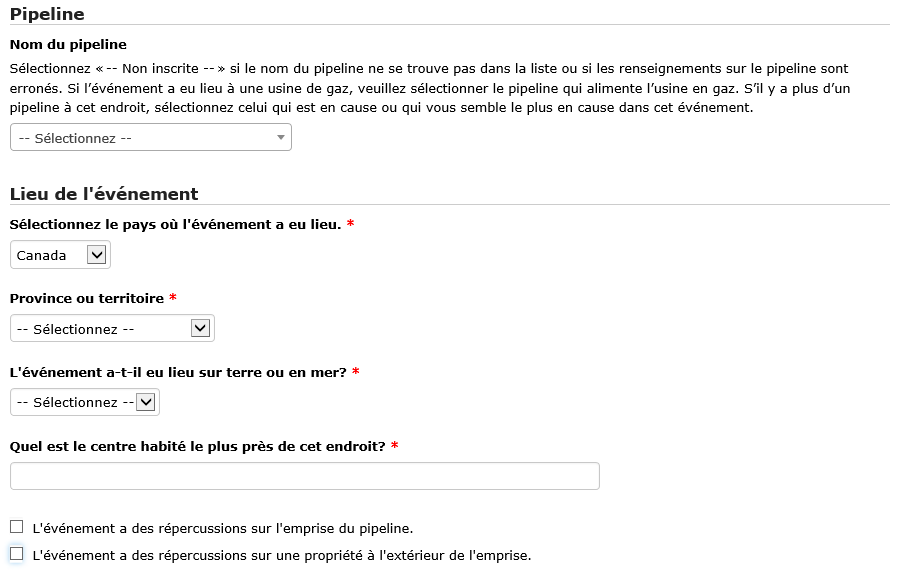 Pipeline
Nom du pipeline
Sélectionnez « -- Non inscrite -- » si le nom du pipeline ne se trouve pas dans la liste ou si les renseignements sur le pipeline sont
erronés. Si l’événement a eu lieu à une usine de gaz, veuillez sélectionner le pipeline qui alimente l’usine en gaz. S’il y a plus d’un
pipeline à cet endroit, sélectionnez celui qui est en cause ou qui vous semble le plus en cause dans cet événement.
-- Sélectionnez --
Lieu de l'événement
Sélectionnez le pays où l'événement a eu lieu. *
Canada
Province ou territoire *
-- Sélectionnez --
L'événement a-t-il eu lieu sur terre ou en mer? *
-- Sélectionnez --
Quel est le centre habité le plus près de cet endroit? *
L'événement a des répercussions sur l'emprise du pipeline.
L'événement a des répercussions sur une propriété à l'extérieur de l'emprise.